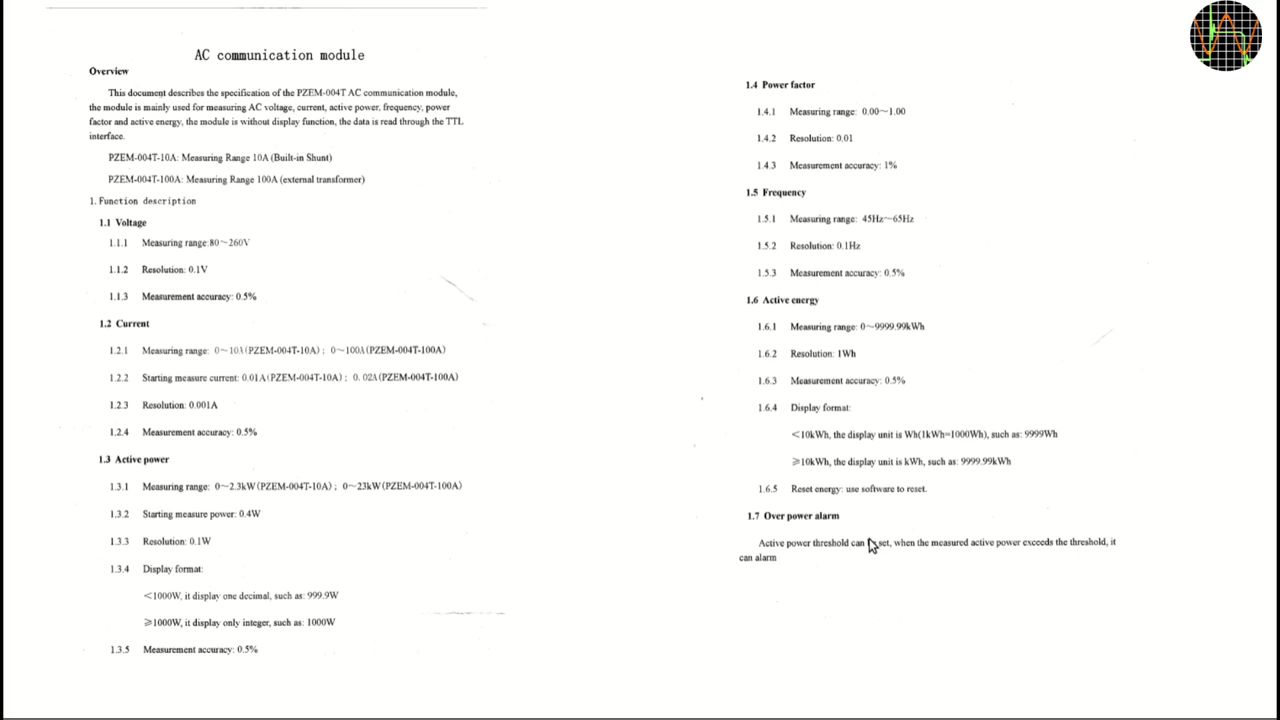 AC communication module
Overview
This document describes the specification of the PZEM-004T AC communication module,
the module is mainly used for measuring AC voltage, current, active power, frequency, power
factor and active energy, the module is without display function, the data is read through the TTL
interface.
PZEM-004T-10A: Measuring Range 10A (Built-in Shunt)
PZEM-004T-100A: Measuring Range 100A (external transformer)
1. Function description
1.1 Voltage
1.1.1 Measuring range:80～260V
1.1.2 Resolution: 0.1V
1.1.3 Measurement accuracy: 0.5%
1.2 Current
1.2.1 Measuring range: 0～10A(PZEM-004T-10A); 0～100A(PZEM-004T-100A)
1.2.2 Starting measure current: 0.01A(PZEM-004T-10A); 0.02A(PZEM-004T-100A)
1.2.3 Resolution: 0.001A
1.2.4 Measurement accuracy: 0.5%
1.3 Active power
1.3.1 Measuring range: 0～2.3kW(PZEM-004T-10A); 0～23kW(PZEM-004T-100A)
1.3.2 Starting measure power: 0.4W
1.3.3 Resolution: 0.1W
1.3.4 Display format:
＜1000W, it display one decimal, such as: 999.9W
≥1000W, it display only integer, such as: 1000W
1.3.5 Measurement accuracy: 0.5%
1.4 Power factor
1.4.1 Measuring range: 0.00～1.00
1.4.2 Resolution: 0.01
1.4.3 Measurement accuracy: 1%
1.5 Frequency
1.5.1 Measuring range: 45Hz～65Hz
1.5.2 Resolution: 0.1Hz
1.5.3 Measurement accuracy: 0.5%
1.6 Active energy
1.6.1 Measuring range: 0～9999.99kWh
1.6.2 Resolution: 1Wh
1.6.3 Measurement accuracy: 0.5%
1.6.4 Display format:
＜10kWh, the display unit is Wh(1kWh=1000Wh), such as: 9999Wh
≥10kWh, the display unit is kWh, such as: 9999.99kWh
1.6.5 Reset energy: use software to reset.
1.7 Over power alarm
Active power threshold can set, when the measured active power exceeds the threshold, it
can alarm